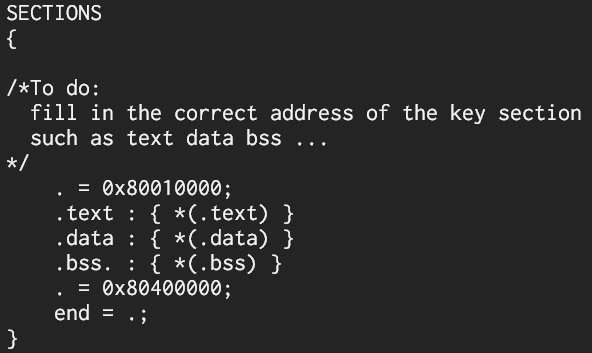 SECTIONS
{
/*To do:
  fill in the correct address of the key section
  such as text data bss ...
*/
    . = 0x80010000;
    .text : { *(.text) }
    .data : { *(.data) }
    .bss. : { *(.bss) }
    . = 0x80400000;
    end = .;
}